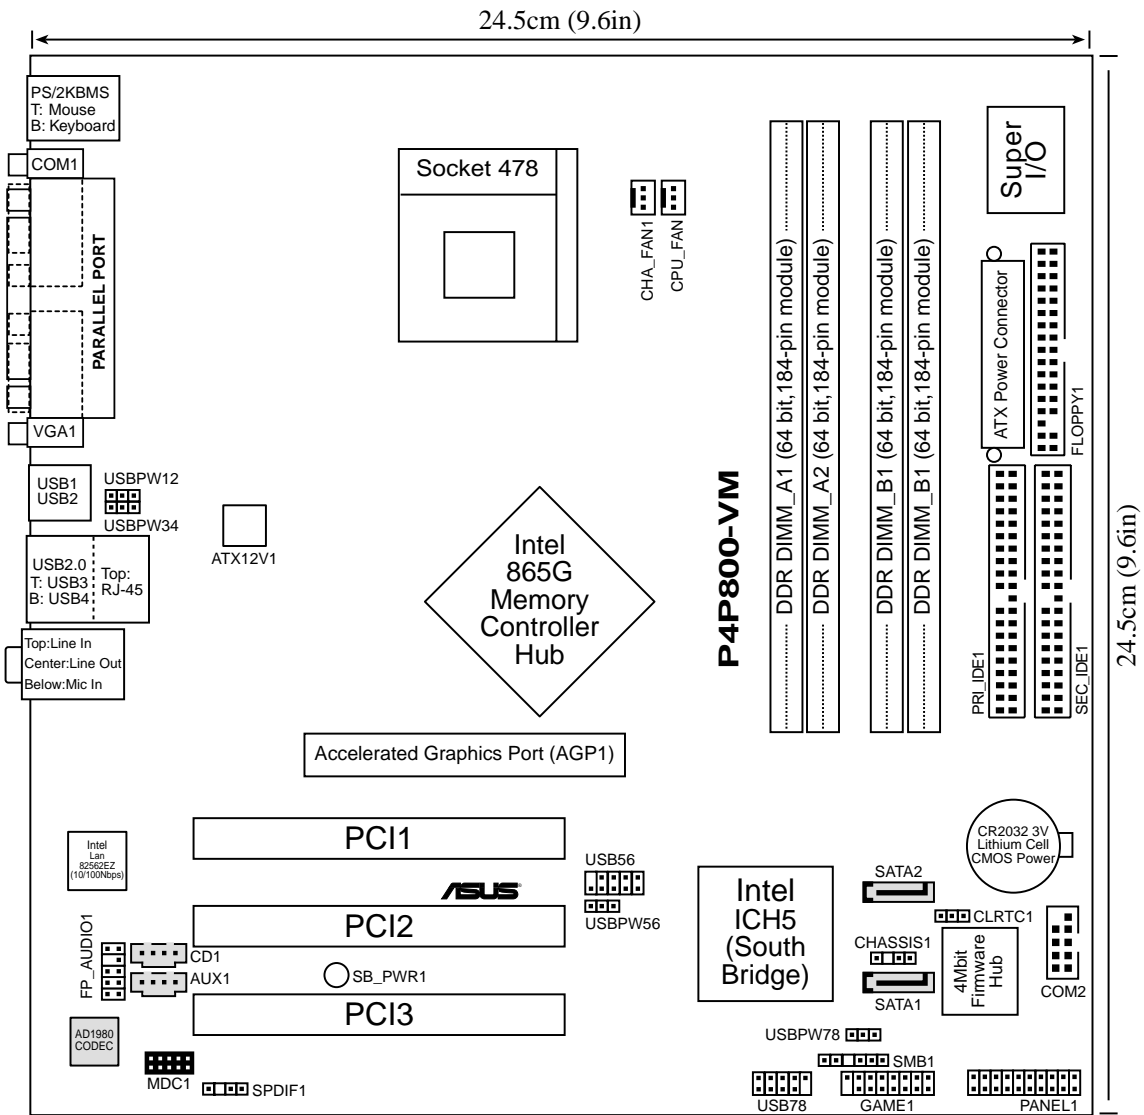 24.5cm (9.6in)
PS/2KBMS
T: Mouse
B: Keyboard
COM1
PARALLEL PORT
VGA1
USB1
USB2
USBPW12
USBPW34
ATX12V1
USB2.0
T: USB3
B: USB4
Top:
RJ-45
Top:Line In
Center:Line Out
Below:Mic In
Socket 478
CHA_FAN1
CPU_FAN
Intel
865G
Memory
Controller
Hub
P4P800-VM
DDR DIMM_A1 (64 bit,184-pin module)
DDR DIMM_A2 (64 bit,184-pin module)
DDR DIMM_B1 (64 bit,184-pin module)
DDR DIMM_B1 (64 bit,184-pin module)
Super
I/O
ATX Power Connector
FLOPPY1
PRI_IDE1
SEC_IDE1
24.5cm (9.6in)
Accelerated Graphics Port (AGP1)
PCI1
Intel
Lan
82562EZ
(10/100Nbps)
/SUS
PCI2
USB56
USBPW56
FP_AUDIO1
CD1
AUX1
SB_PWR1
PCI3
AD1980
CODEC
MDC1
SPDIF1
Intel
ICH5
(South
Bridge)
SATA2
CR2032 3V
Lithium Cell
CMOS Power
CLRTC1
CHASSIS1
SATA1
4Mbit
Firmware
Hub
COM2
USBPW78
SMB1
USB78
GAME1
PANEL1